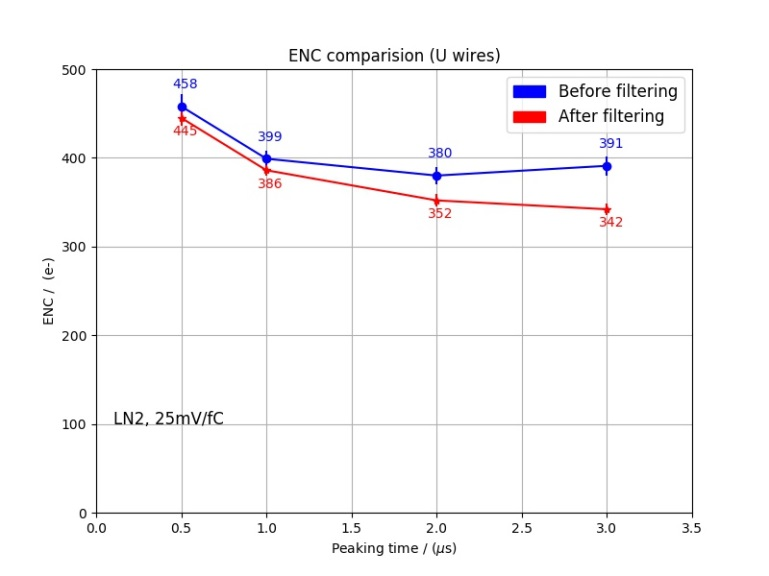 ENC comparision (U wires)
500
400
300
200
100
0
ENC /  (e-)
458
445
399
386
380
352
391
342
Before filtering
After filtering
LN2, 25mV/fC
0.0 0.5 1.0 1.5 2.0 2.5 3.0 3.5
Peaking time / (μs)